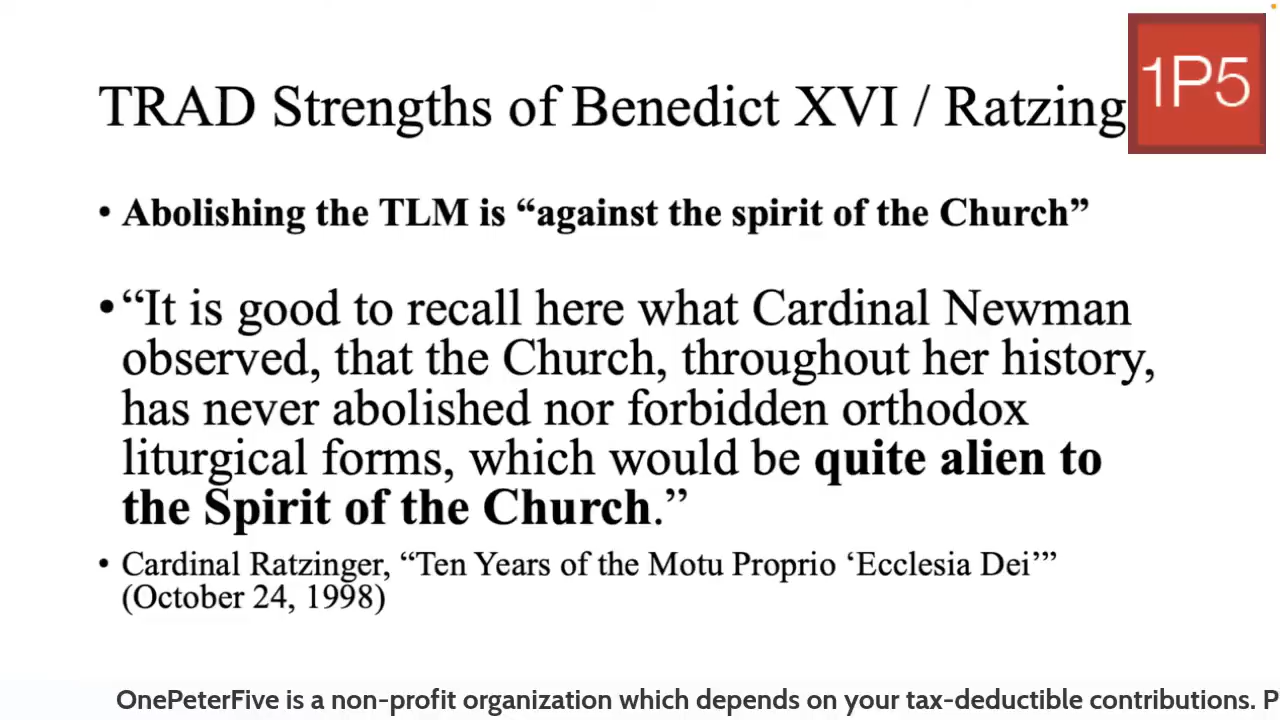 TRAD Strengths of Benedict XVI / Ratzing
1P5
• Abolishing the TLM is “against the spirit of the Church”
• “It is good to recall here what Cardinal Newman
observed, that the Church, throughout her history,
has never abolished nor forbidden orthodox
liturgical forms, which would be quite alien to
the Spirit of the Church.”
• Cardinal Ratzinger, “Ten Years of the Motu Proprio ‘Ecclesia Dei’”
(October 24, 1998)
OnePeterFive is a non-profit organization which depends on your tax-deductible contributions. P